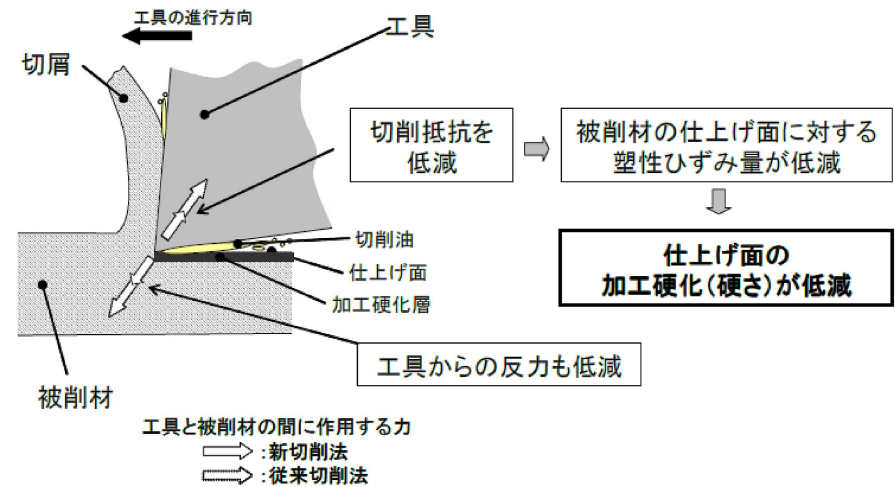 工具の進行方向
切屑
工具
切削抵抗を
低減
被削材の仕上げ面に対する
塑性ひずみ量が低減
仕上げ面の
加工硬化(硬さ)が低減
切削油
仕上げ面
加工硬化層
工具からの反力も低減
被削材
工具と被削材の間に作用する力
:新切削法
:従来切削法